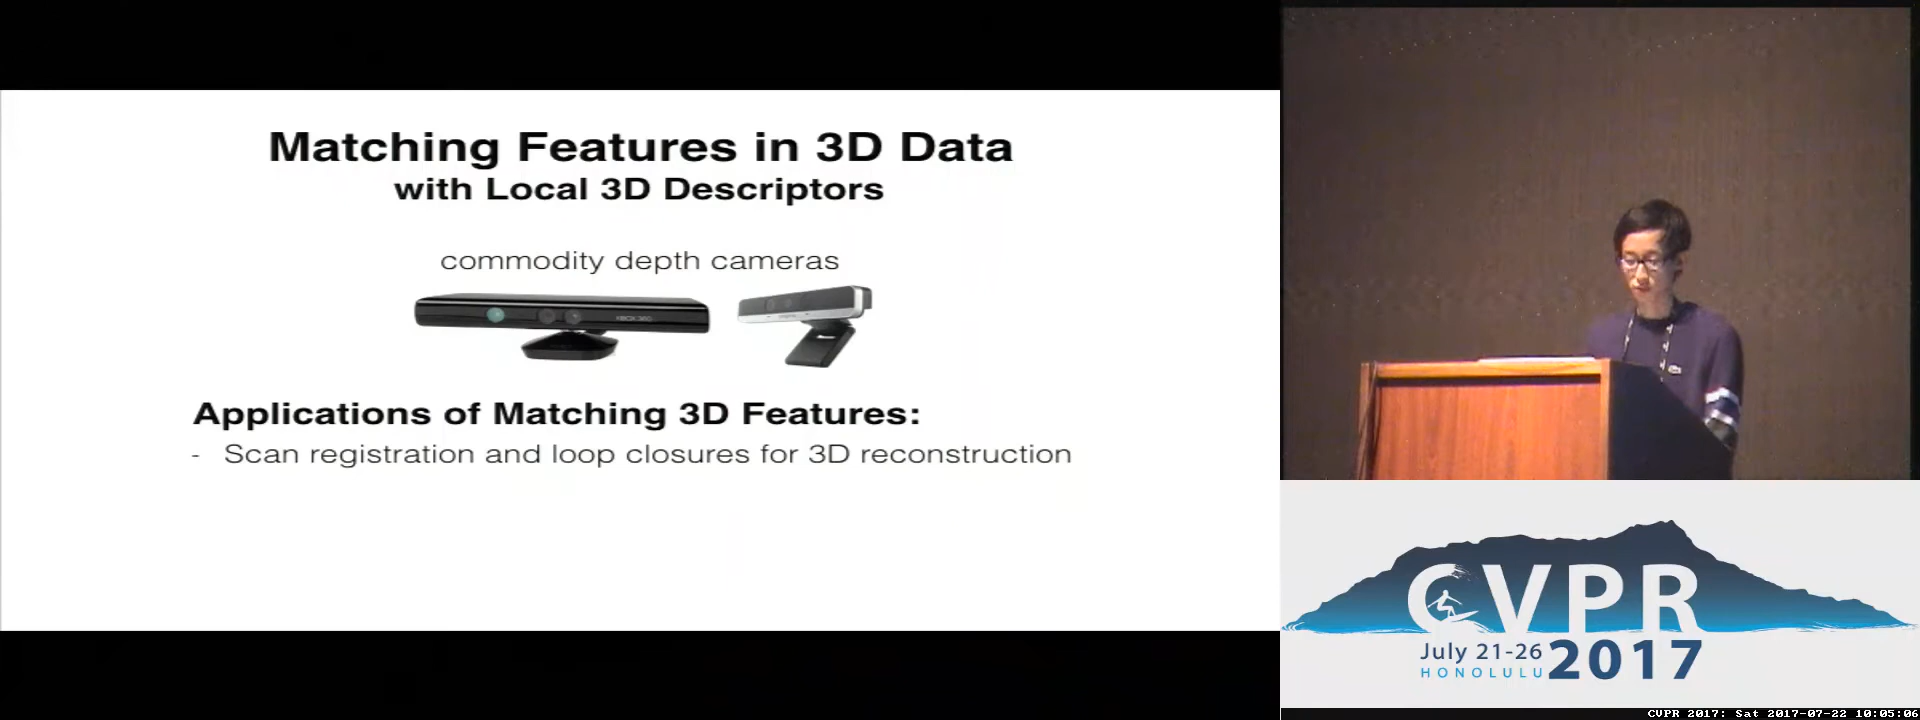 Matching Features in 3D Data
with Local 3D Descriptors
commodity depth cameras
XBOX 360
Applications of Matching 3D Features:
- Scan registration and loop closures for 3D reconstruction
CVPR
July 21-26 2017
HONOLULU
CVPR 2017: Sat 2017-07-22 10:05:06